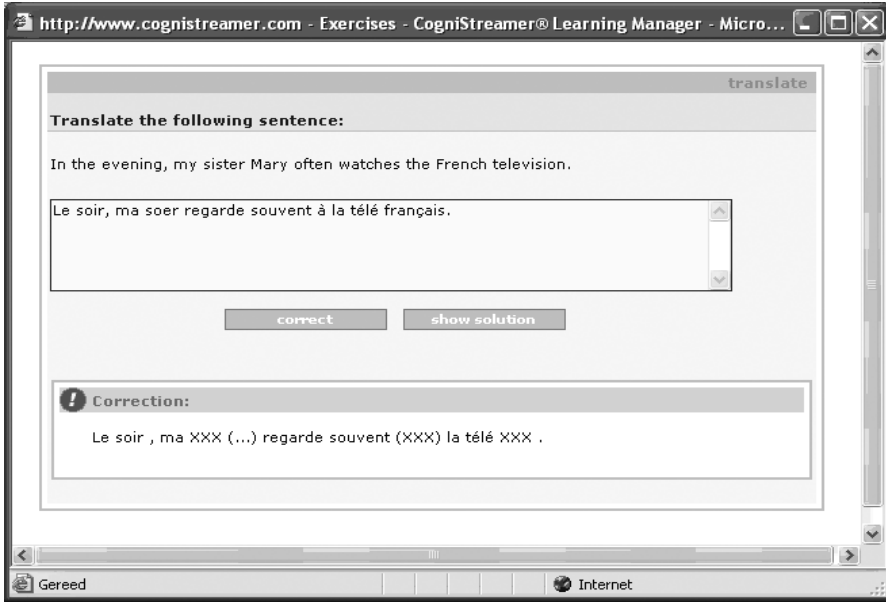 http://www.cognistreamer.com - Exercises - CogniStreamer® Learning Manager - Micro...
translate
Translate the following sentence:
In the evening, my sister Mary often watches the French television.
Le soir, ma soer regarde souvent à la télé français.
correct show solution
Correction:
Le soir , ma XXX (...) regarde souvent (XXX) la télé XXX .
Gereed Internet